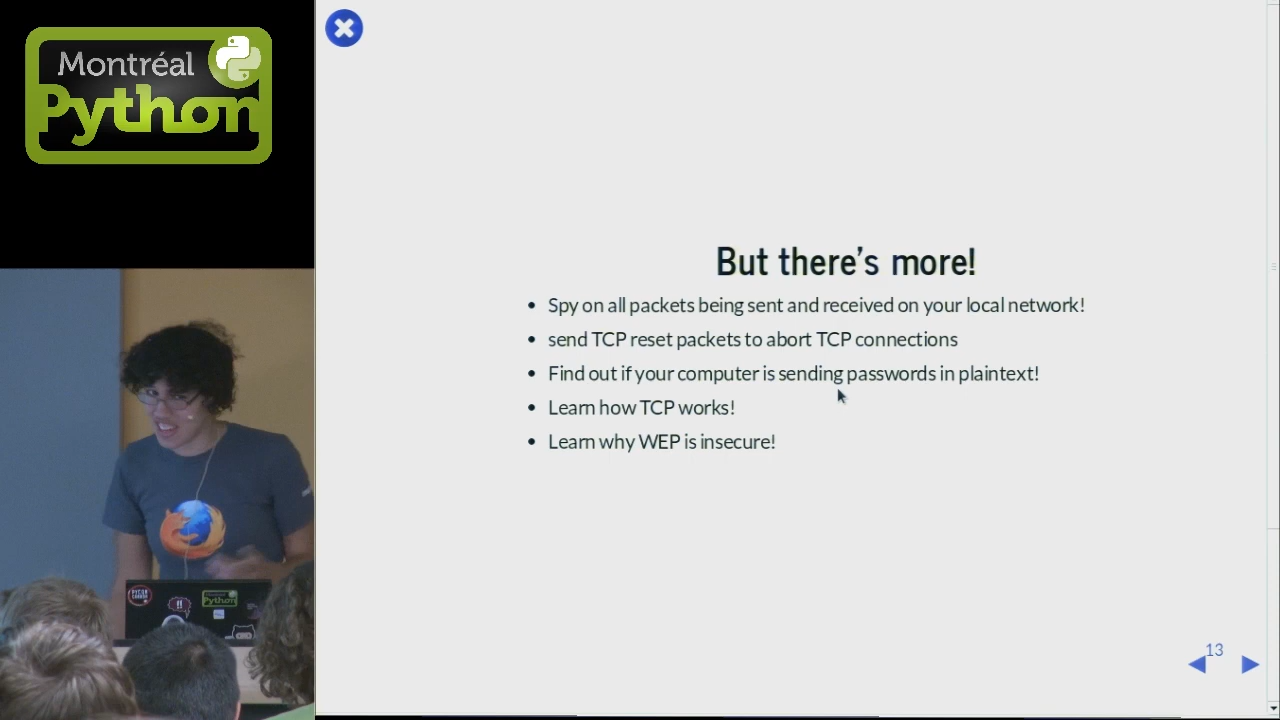 Montréal
Python
But there's more!
• Spy on all packets being sent and received on your local network!
• send TCP reset packets to abort TCP connections
• Find out if your computer is sending passwords in plaintext!
• Learn how TCP works!
• Learn why WEP is insecure!
Python
13